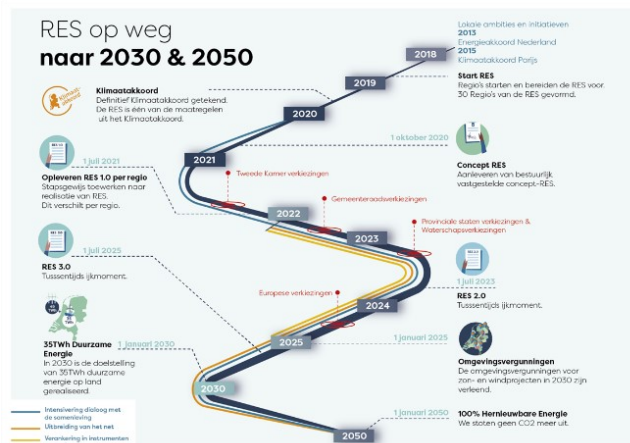 RES op weg
naar 2030 & 2050
Lokale ambities en initiatieven
2013
Energieakkoord Nederland
2015
Klimaatakkoord Parijs
2018
Start RES
Regio's starten en bereiden de RES voor.
30 Regio's van de RES gevormd.
2019
Klimaatakkoord
Definitief Klimaatakkoord getekend.
De RES is één van de maatregelen
uit het Klimaatakkoord.
2020
1 oktober 2020
Concept RES
Aanleveren van bestuurlijk
vastgestelde concept-RES.
2021
1 juli 2021
Opleveren RES 1.0 per regio
Stapsgewijs toewerken naar
realisatie van RES.
Dit verschilt per regio.
Tweede Kamer verkiezingen
2022
Gemeenteraadsverkiezingen
2023
Provinciale staten verkiezingen &
Waterschapsverkiezingen
1 juli 2023
RES 2.0
Tusssentijds ijkmoment.
1 juli 2025
RES 3.0
Tussentijds ijkmoment.
Europese verkiezingen
2024
2025
1 januari 2025
Omgevingsvergunningen
De omgevingsvergunningen voor
zon- en windprojecten in 2030 zijn
verleend.
1 januari 2030
35TWh Duurzame
Energie
In 2030 is de doelstelling
van 35TWh duurzame
energie op land
gerealiseerd.
2030
1 januari 2050
100% Hernieuwbare Energie
We stoten geen CO2 meer uit.
2050
Intensivering dialoog met
de samenleving
Uitbreiding van het net
Verankering in instrumenten